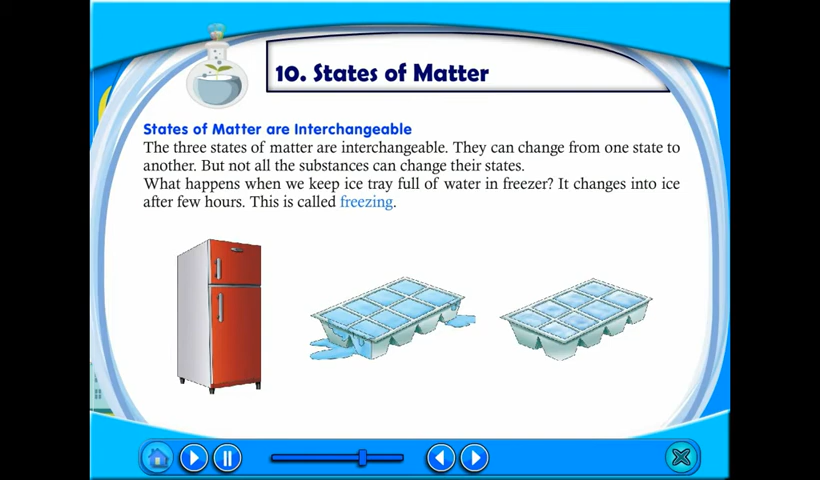 10. States of Matter
States of Matter are Interchangeable
The three states of matter are interchangeable. They can change from one state to
another. But not all the substances can change their states.
What happens when we keep ice tray full of water in freezer? It changes into ice
after few hours. This is called freezing.